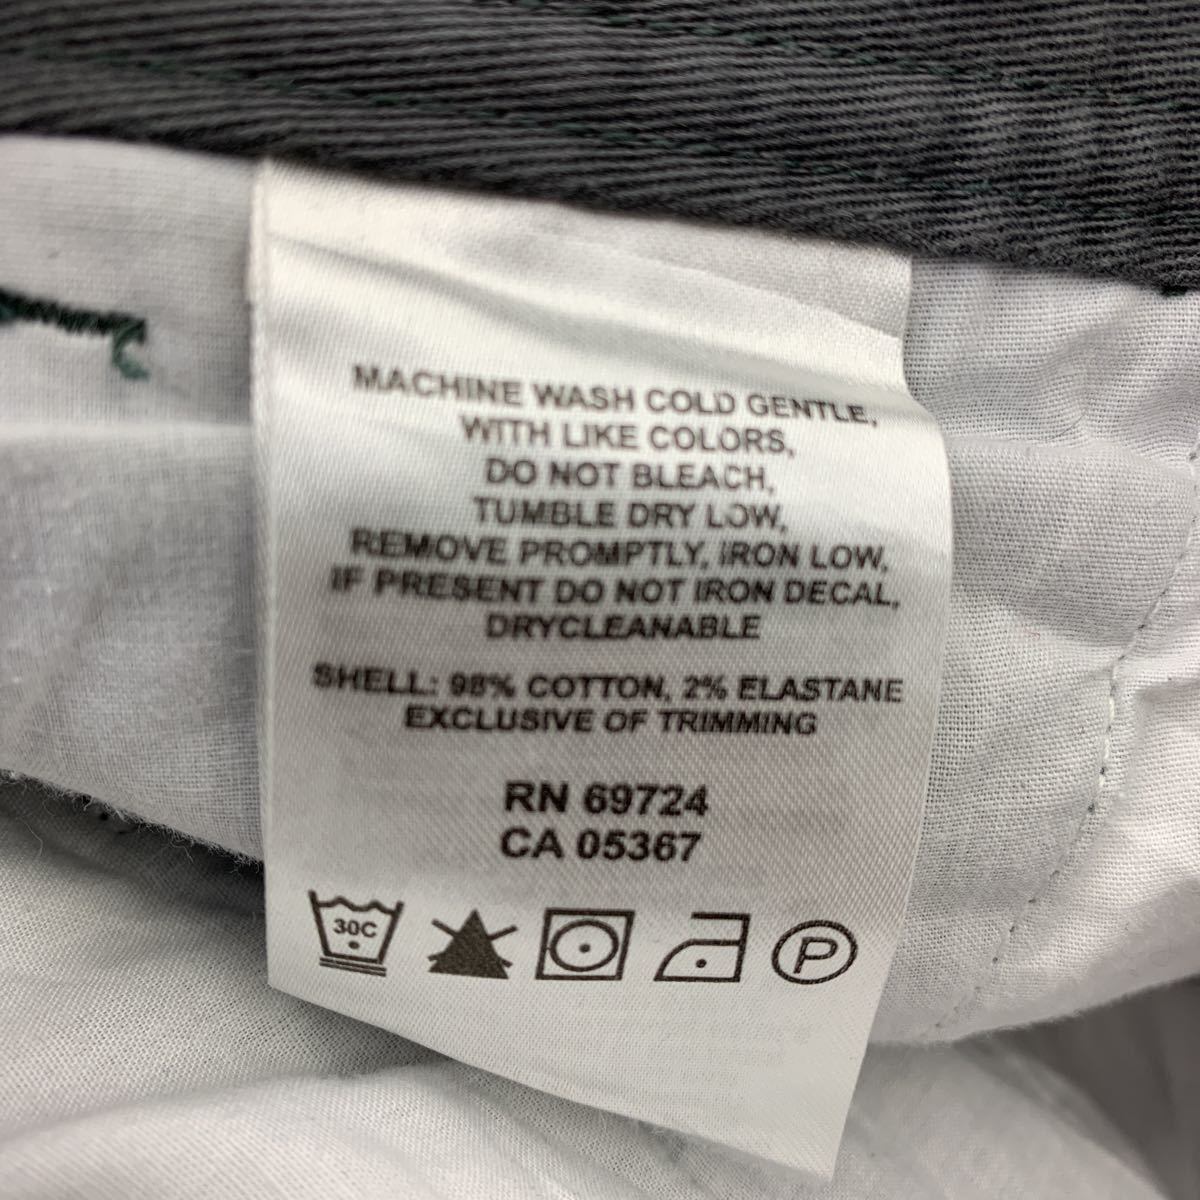 MACHINE WASH COLD GENTLE,
WITH LIKE COLORS,
DO NOT BLEACH,
TUMBLE DRY LOW,
REMOVE PROMPTLY, IRON LOW,
IF PRESENT DO NOT IRON DECAL,
DRYCLEANABLE
SHELL: 98% COTTON, 2% ELASTANE
EXCLUSIVE OF TRIMMING
RN 69724
CA 05367
30C
P